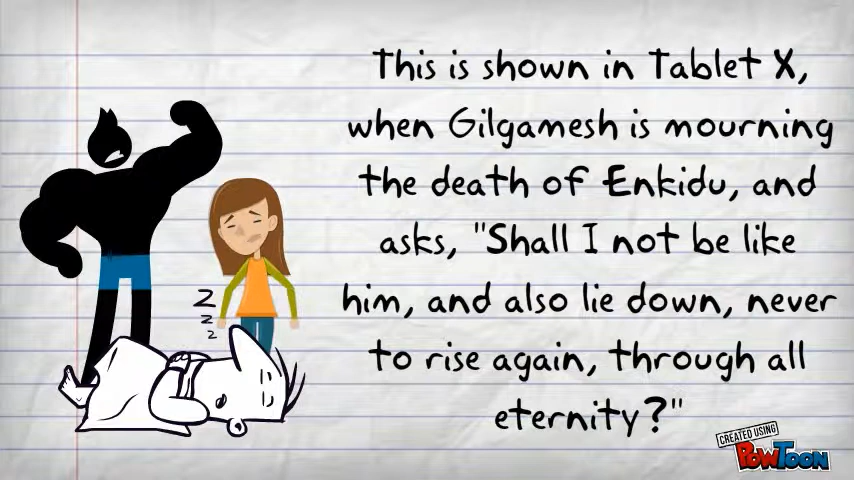 This is shown in Tablet X,
when Gilgamesh is mourning
the death of Enkidu, and
asks, "Shall I not be like
him, and also lie down, never
to rise again, through all
eternity?"
z
z
z
CREATED USING
POWTOON